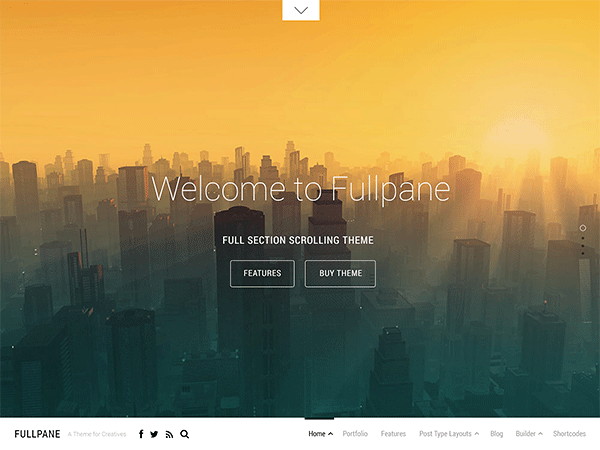 Welcome to Fullpane
FULL SECTION SCROLLING THEME
FEATURES
BUY THEME
FULLPANE
A Theme for Creatives
Home
Portfolio
Features
Post Type Layouts
Blog
Builder
Shortcodes